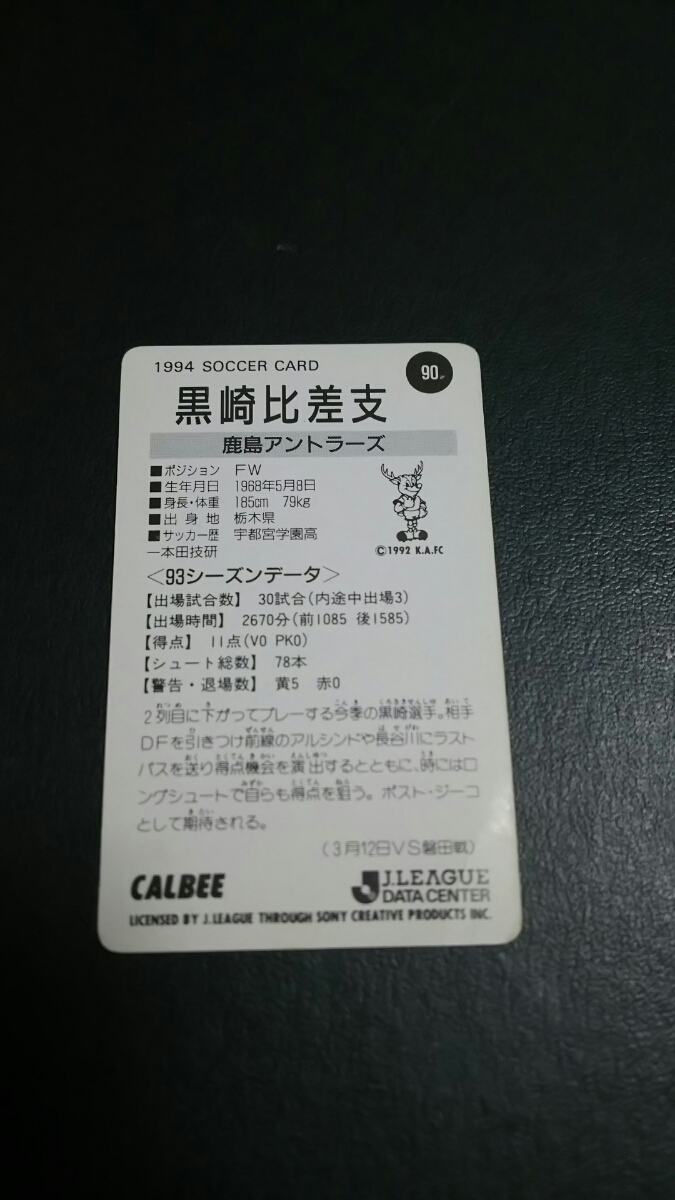 1994 SOCCER CARD
90
黒崎比差支
鹿島アントラーズ
■ポジション FW
■生年月日 1968年5月8日
■身長・体重 185cm 79kg
■出身地 栃木県
■サッカー歴 宇都宮学園高
―本田技研
©1992 K.A.FC
<93シーズンデータ>
【出場試合数】 30試合(内途中出場3)
【出場時間】 2670分(前1085 後1585)
【得点】 11点(V0 PK0)
【シュート総数】 78本
【警告・退場数】 黄5 赤0
2列目に下がってプレーする今季の黒崎選手。相手
DFを引きつけ前線のアルシンドや長谷川にラスト
パスを送り得点機会を演出するとともに、時にはロ
ングシュートで自らも得点を狙う。ポスト・ジーコ
として期待される。
(3月12日VS磐田戦)
CALBEE
J.LEAGUE
DATA CENTER
LICENSED BY J.LEAGUE THROUGH SONY CREATIVE PRODUCTS INC.